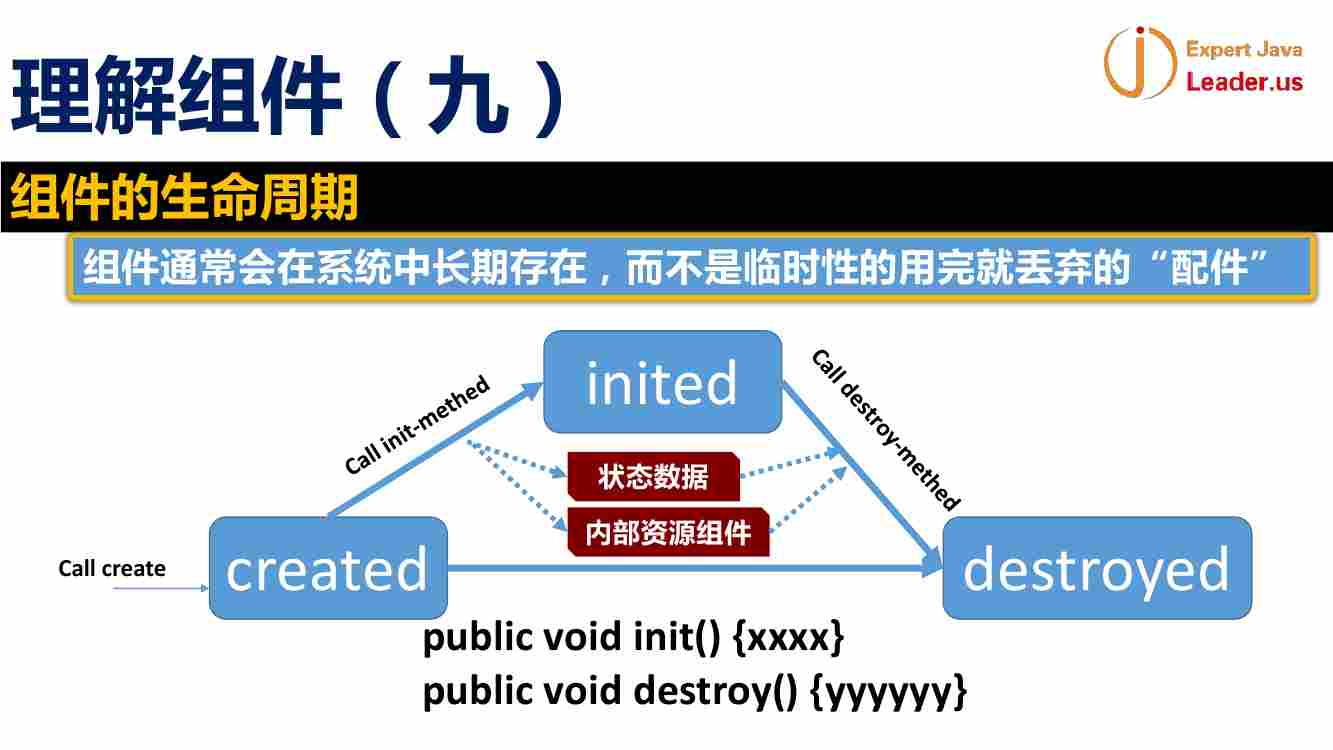 理解组件（九）
Expert Java
Leader.us
组件的生命周期
组件通常会在系统中长期存在，而不是临时性的用完就丢弃的“配件”
inited
Call init-methed
Call destroy-methed
状态数据
内部资源组件
Call create
created
destroyed
public void init() {xxxx}
public void destroy() {yyyyyy}